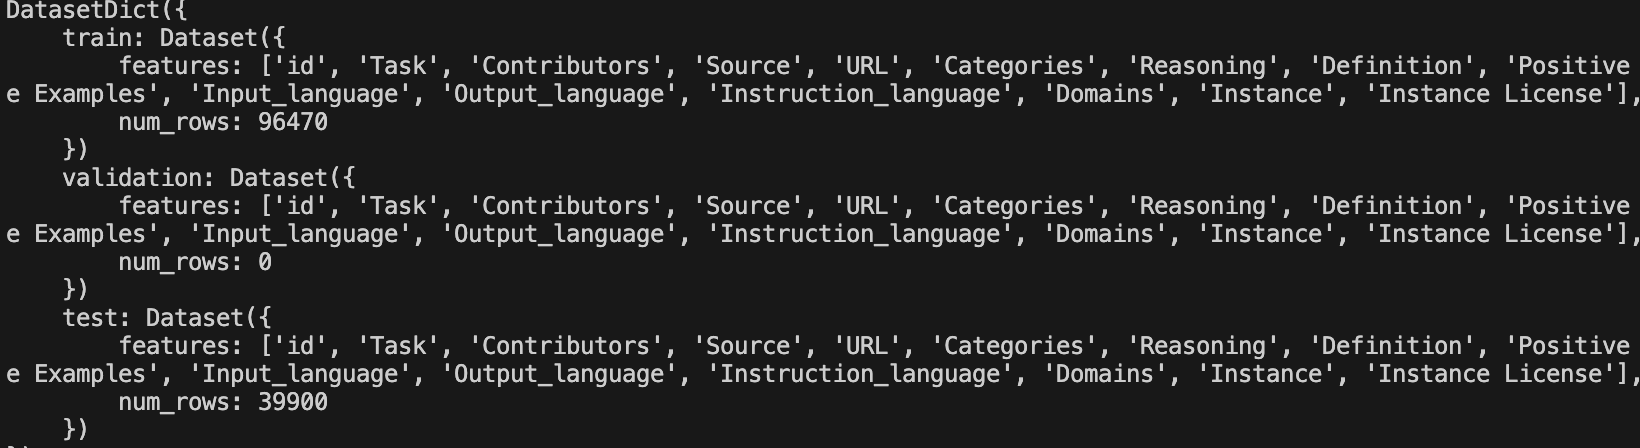 DatasetDict({
    train: Dataset({
        features: ['id', 'Task', 'Contributors', 'Source', 'URL', 'Categories', 'Reasoning', 'Definition', 'Positive
e Examples', 'Input_language', 'Output_language', 'Instruction_language', 'Domains', 'Instance', 'Instance License'],
        num_rows: 96470
    })
    validation: Dataset({
        features: ['id', 'Task', 'Contributors', 'Source', 'URL', 'Categories', 'Reasoning', 'Definition', 'Positive
e Examples', 'Input_language', 'Output_language', 'Instruction_language', 'Domains', 'Instance', 'Instance License'],
        num_rows: 0
    })
    test: Dataset({
        features: ['id', 'Task', 'Contributors', 'Source', 'URL', 'Categories', 'Reasoning', 'Definition', 'Positive
e Examples', 'Input_language', 'Output_language', 'Instruction_language', 'Domains', 'Instance', 'Instance License'],
        num_rows: 39900
    })